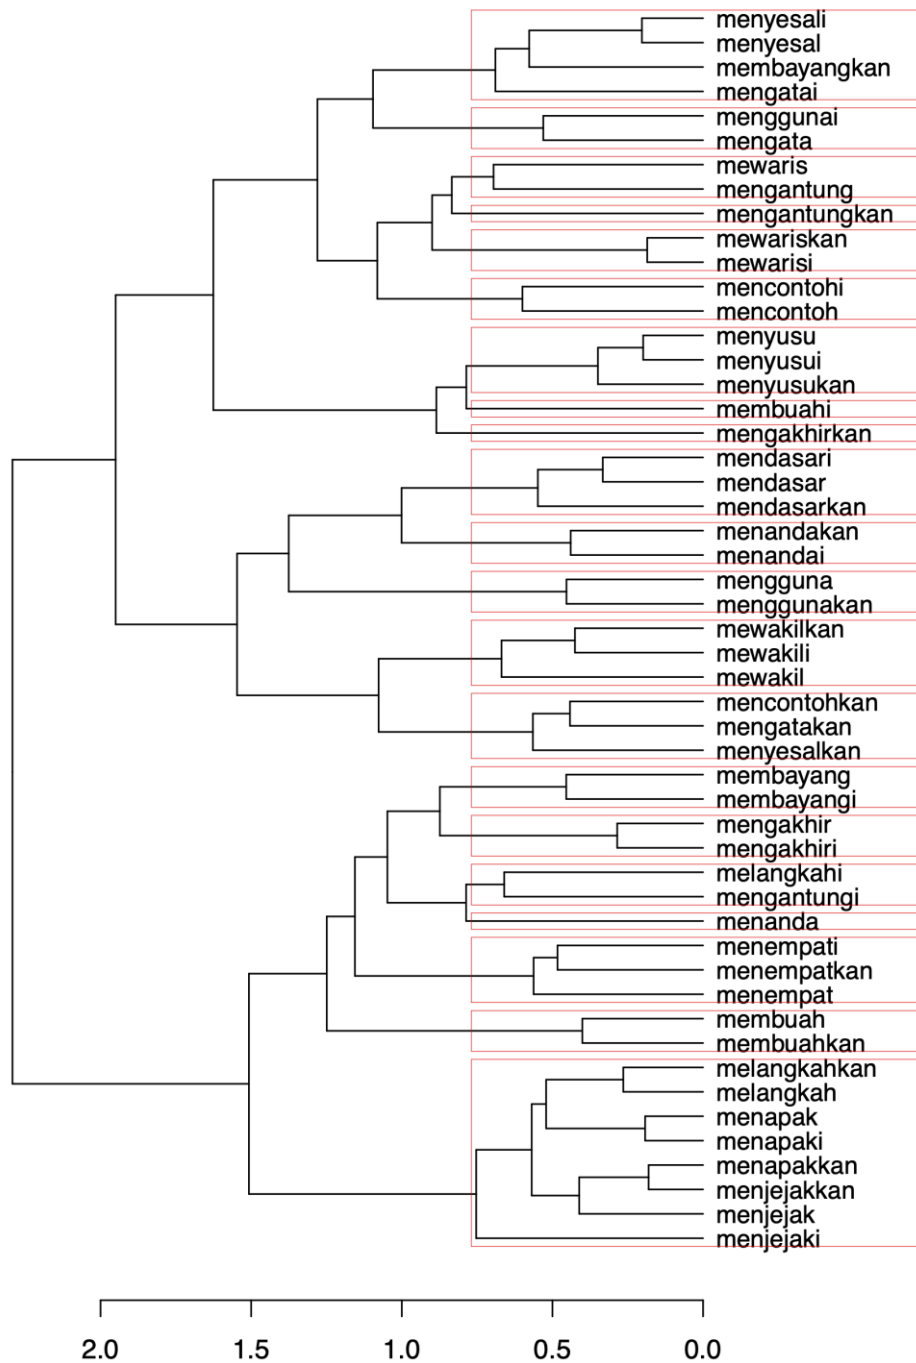 menyesali
menyesal
membayangkan
mengatai
menggunai
mengata
mewaris
mengantung
mengantungkan
mewariskan
mewarisi
mencontohi
mencontoh
menyusu
menyusui
menyusukan
membuahi
mengakhirkan
mendasari
mendasar
mendasarkan
menandakan
menandai
mengguna
menggunakan
mewakilkan
mewakili
mewakil
mencontohkan
mengatakan
menyesalkan
membayang
membayangi
mengakhir
mengakhiri
melangkahi
mengantungi
menanda
menempati
menempatkan
menempat
membuah
membuahkan
melangkahkan
melangkah
menapak
menapaki
menapakkan
menjejakkan
menjejak
menjejaki
2.0 1.5 1.0 0.5 0.0